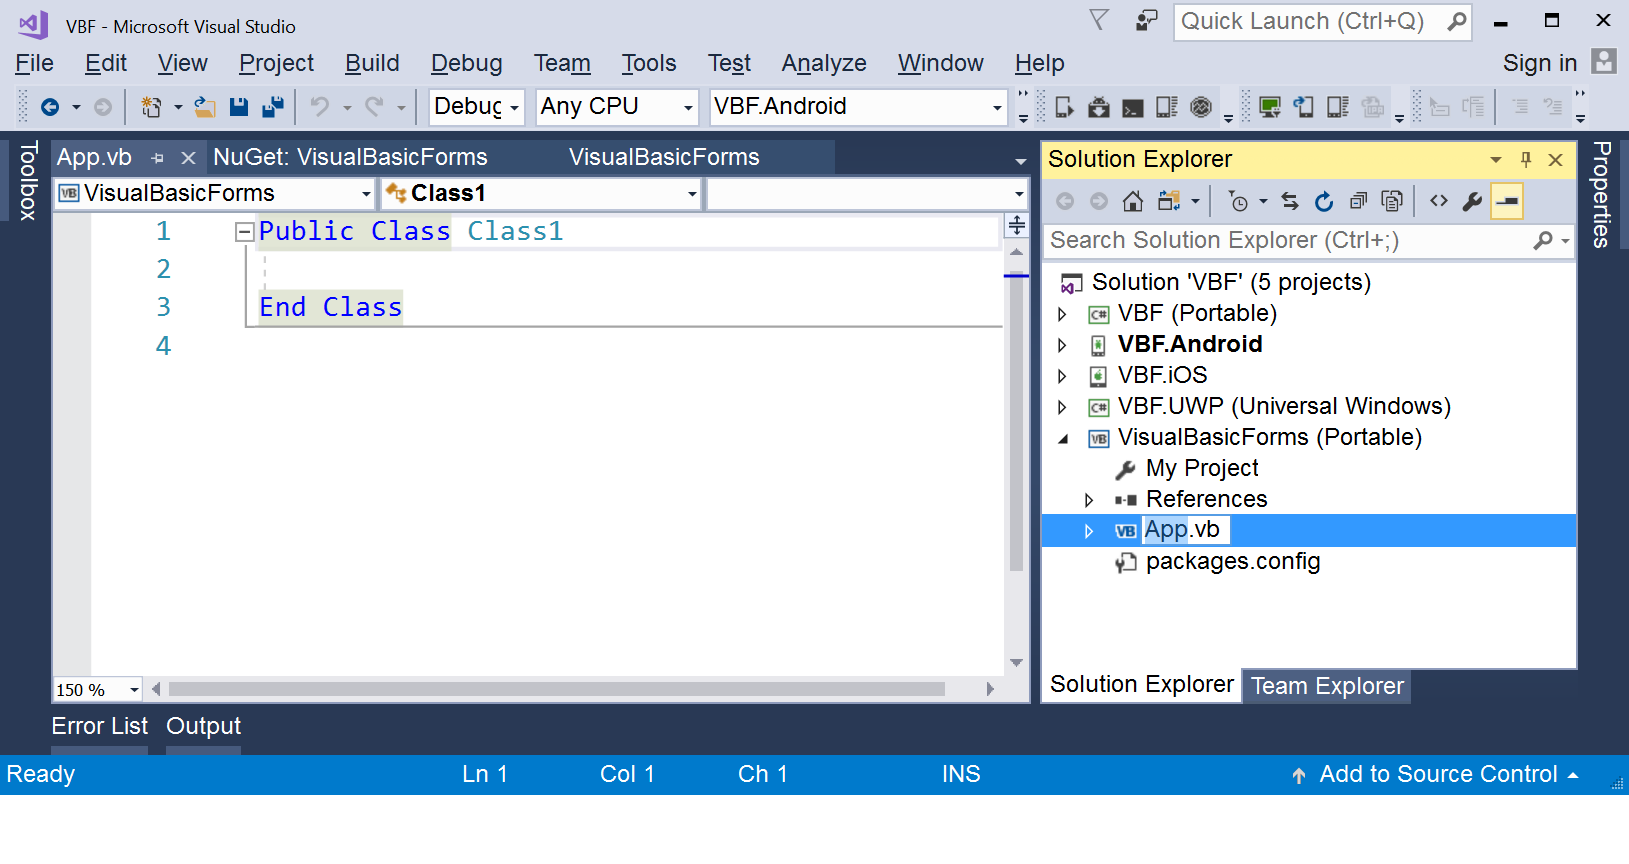 VBF - Microsoft Visual Studio
Quick Launch (Ctrl+Q)
File Edit View Project Build Debug Team Tools Test Analyze Window Help
Sign in
Debug Any CPU VBF.Android
Toolbox
App.vb NuGet: VisualBasicForms VisualBasicForms
VisualBasicForms Class1
1 Public Class Class1
2
3 End Class
4
150 %
Solution Explorer
Search Solution Explorer (Ctrl+;)
Solution 'VBF' (5 projects)
C# VBF (Portable)
VBF.Android
VBF.iOS
C# VBF.UWP (Universal Windows)
VB VisualBasicForms (Portable)
My Project
References
VB App.vb
packages.config
Solution Explorer Team Explorer
Properties
Error List Output
Ready Ln 1 Col 1 Ch 1 INS Add to Source Control